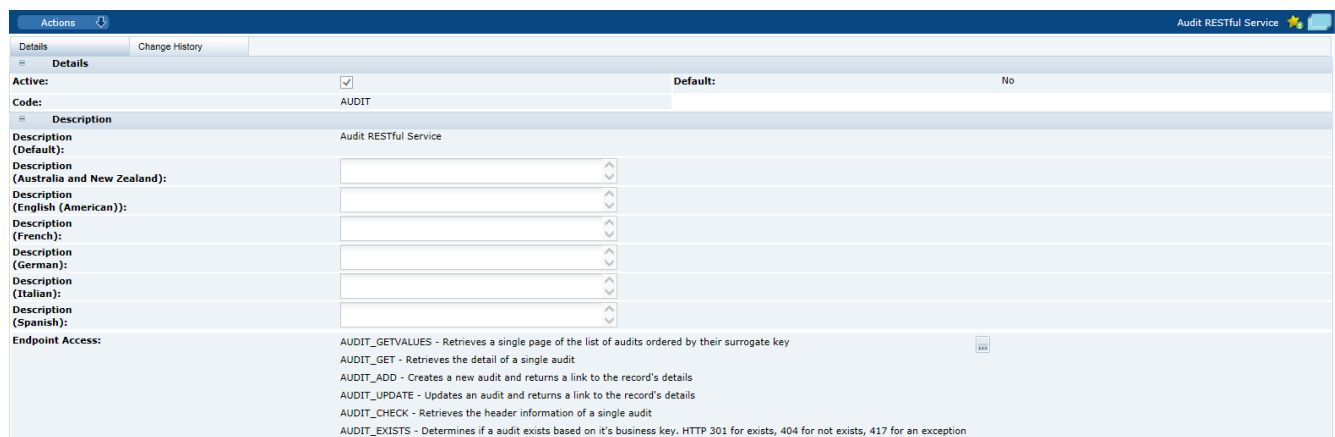 Actions
Audit RESTful Service
Details
Change History
Details
Active:
Default:
No
Code:
AUDIT
Description
Description
(Default):
Audit RESTful Service
Description
(Australia and New Zealand):
Description
(English (American)):
Description
(French):
Description
(German):
Description
(Italian):
Description
(Spanish):
Endpoint Access:
AUDIT_GETVALUES - Retrieves a single page of the list of audits ordered by their surrogate key
...
AUDIT_GET - Retrieves the detail of a single audit
AUDIT_ADD - Creates a new audit and returns a link to the record's details
AUDIT_UPDATE - Updates an audit and returns a link to the record's details
AUDIT_CHECK - Retrieves the header information of a single audit
AUDIT_EXISTS - Determines if a audit exists based on it's business key. HTTP 301 for exists, 404 for not exists, 417 for an exception